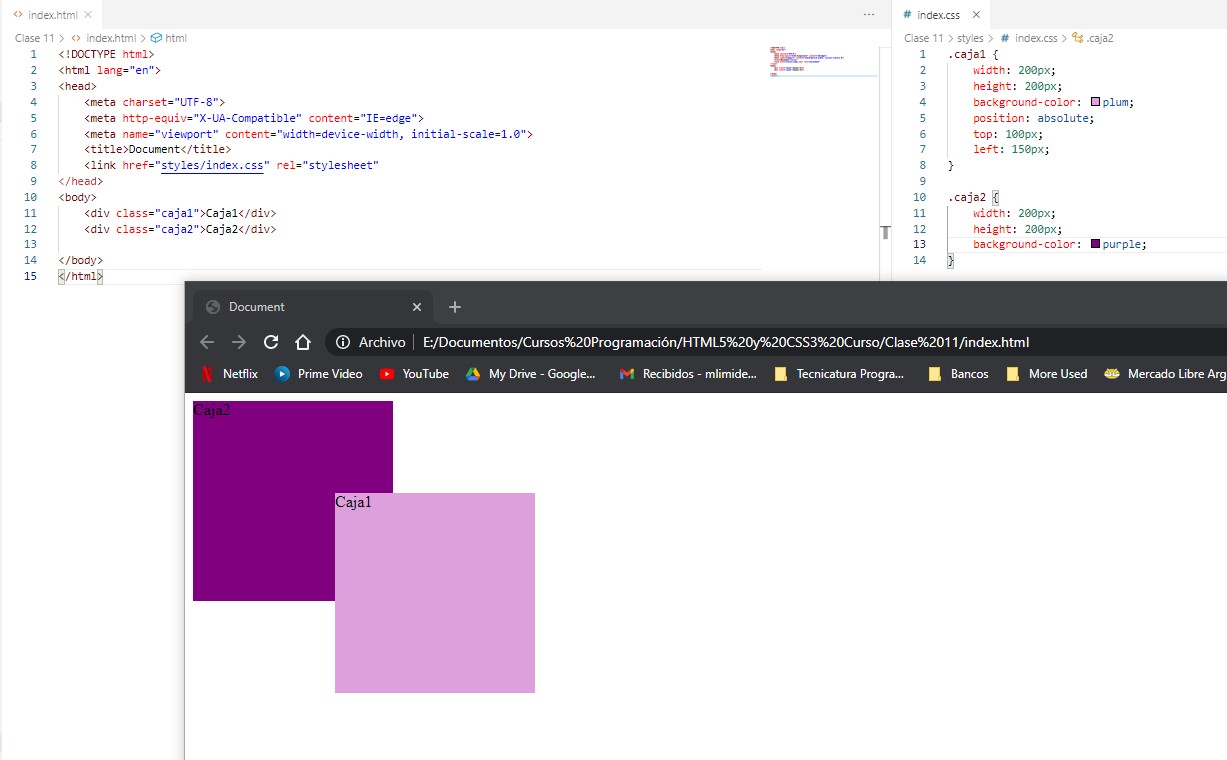 index.html
Clase 11 > index.html > html
1 <!DOCTYPE html>
2 <html lang="en">
3 <head>
4 <meta charset="UTF-8">
5 <meta http-equiv="X-UA-Compatible" content="IE=edge">
6 <meta name="viewport" content="width=device-width, initial-scale=1.0">
7 <title>Document</title>
8 <link href="styles/index.css" rel="stylesheet"
9 </head>
10 <body>
11 <div class="caja1">Caja1</div>
12 <div class="caja2">Caja2</div>
13
14 </body>
15 </html>
# index.css
Clase 11 > styles > # index.css > .caja2
1 .caja1 {
2 width: 200px;
3 height: 200px;
4 background-color: plum;
5 position: absolute;
6 top: 100px;
7 left: 150px;
8 }
9
10 .caja2 {
11 width: 200px;
12 height: 200px;
13 background-color: purple;
14 }
Document
Archivo | E:/Documentos/Cursos%20Programación/HTML5%20y%20CSS3%20Curso/Clase%2011/index.html
Netflix Prime Video YouTube My Drive - Google... Recibidos - mlimide... Tecnicatura Progra... Bancos More Used Mercado Libre Arg
Caja2
Caja1